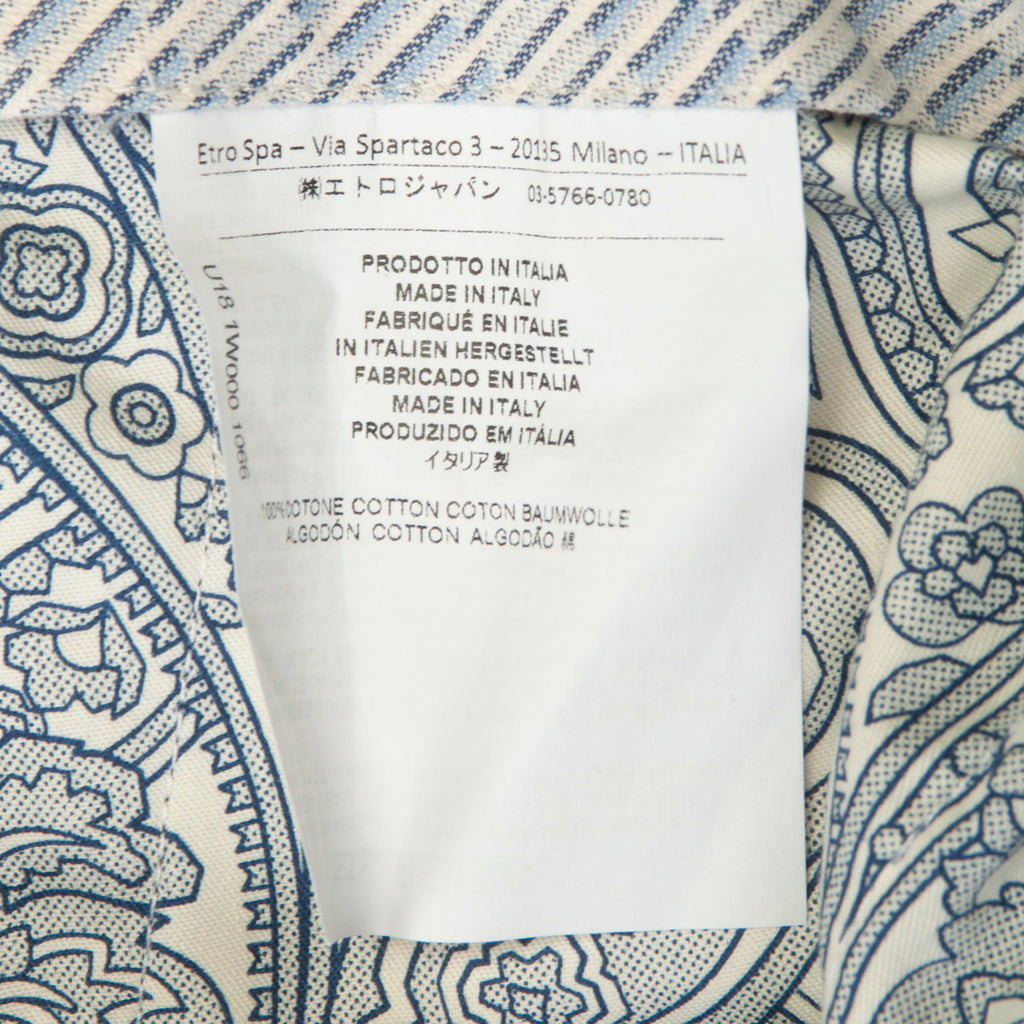 Etro Spa – Via Spartaco 3 – 20135 Milano – ITALIA
㈱エトロジャパン 03-5766-0780
PRODOTTO IN ITALIA
MADE IN ITALY
FABRIQUÉ EN ITALIE
IN ITALIEN HERGESTELLT
FABRICADO EN ITALIA
MADE IN ITALY
PRODUZIDO EM ITÁLIA
イタリア製
100%COTONE COTTON COTON BAUMWOLLE
ALGODÓN COTTON ALGODÃO 綿
U18 1W000 1066